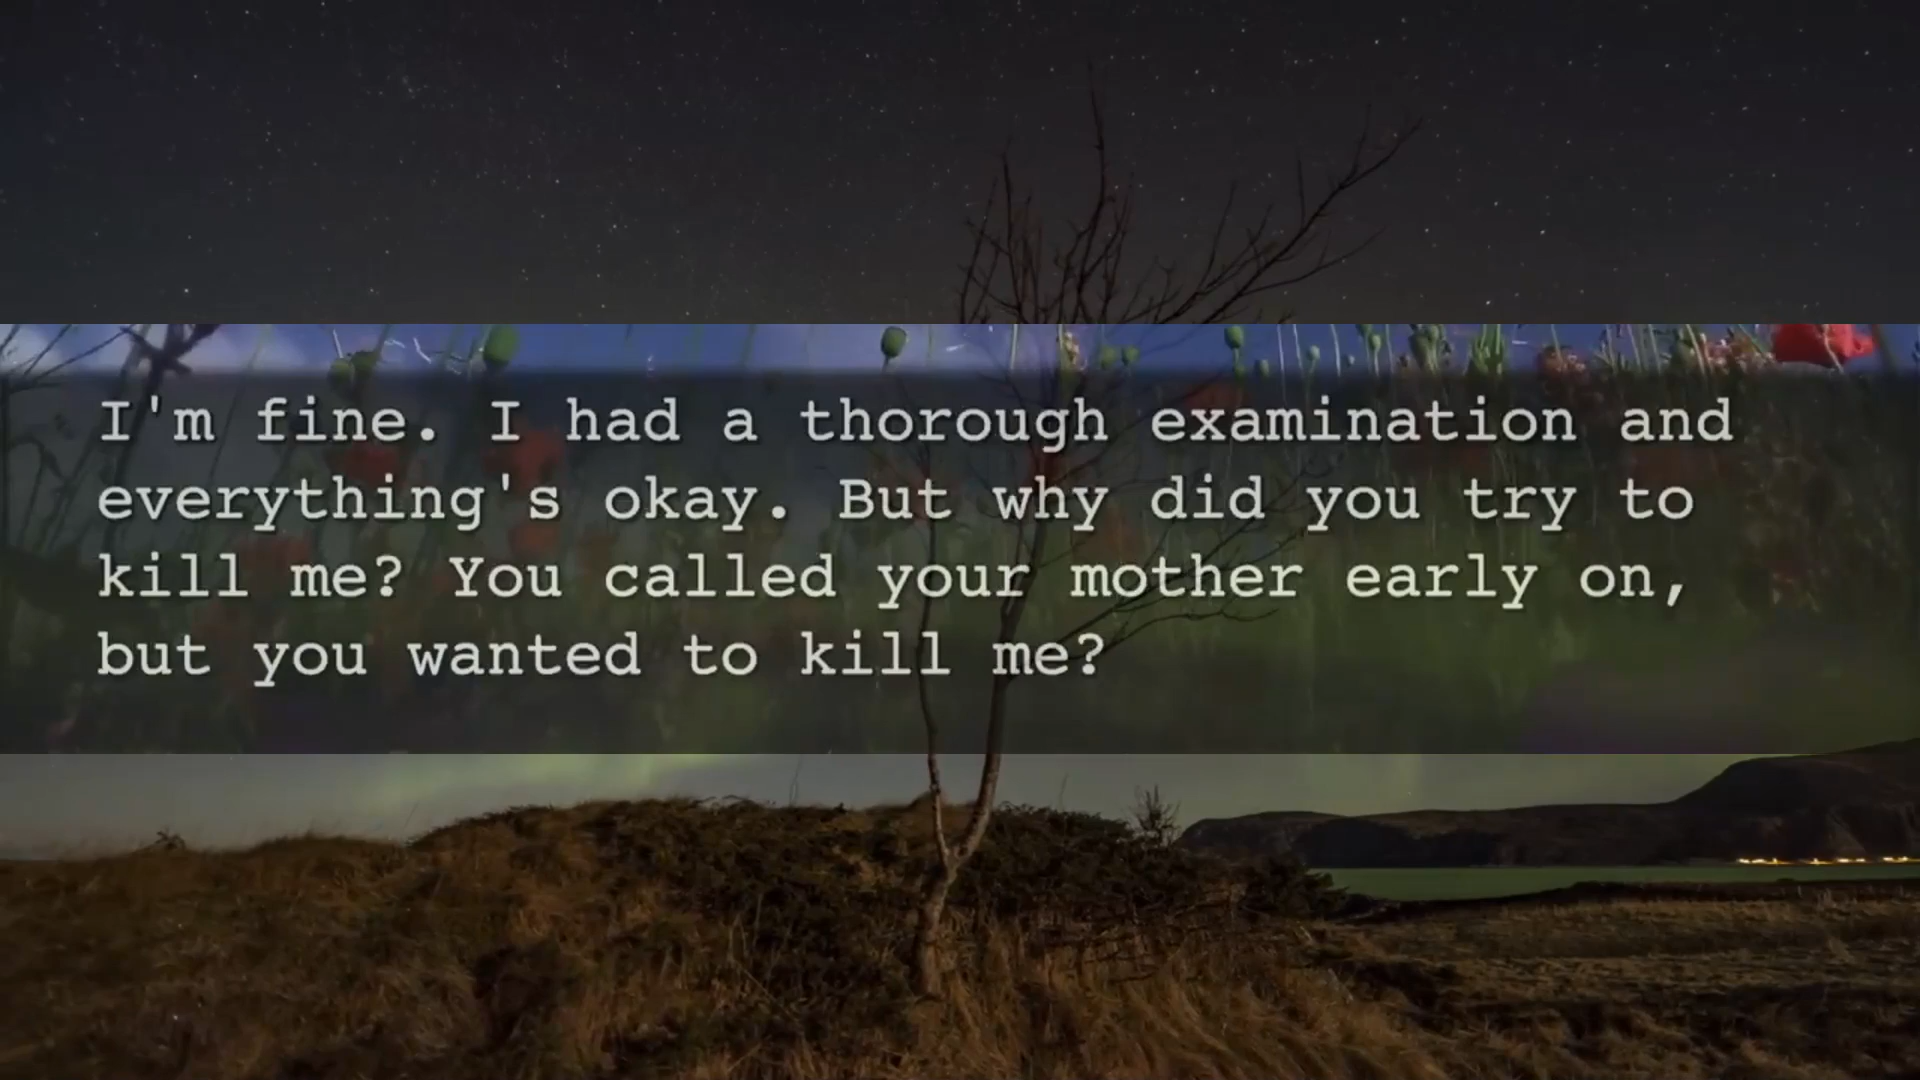 I'm fine. I had a thorough examination and
everything's okay. But why did you try to
kill me? You called your mother early on,
but you wanted to kill me?